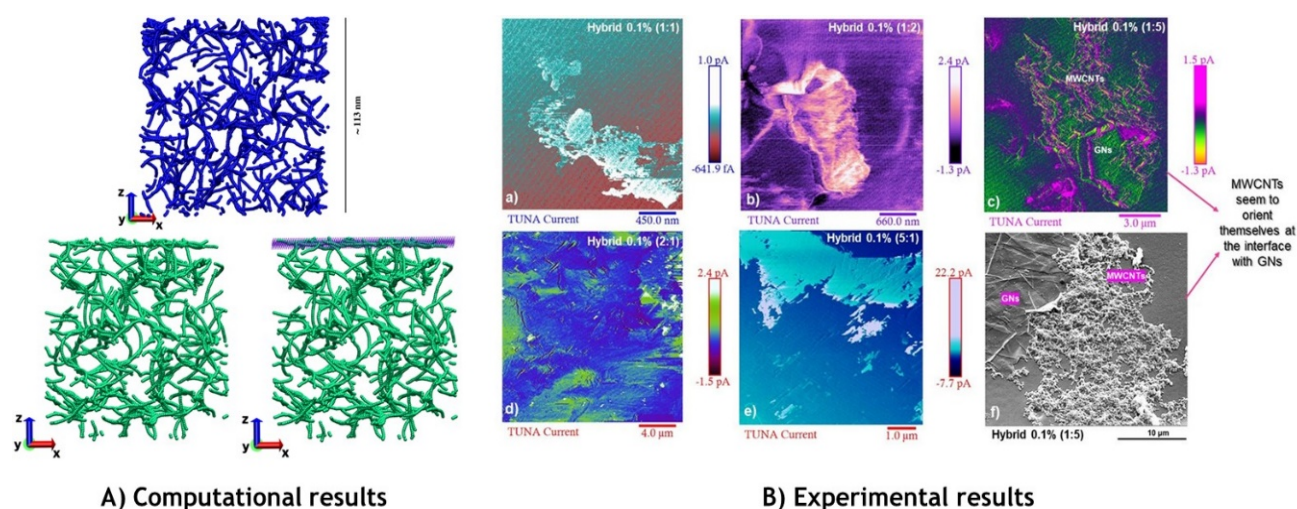 z
y
x
~ 113 nm
z
y
x
z
y
x
A) Computational results
Hybrid 0.1% (1:1)
1.0 pA
-641.9 fA
a)
TUNA Current
450.0 nm
Hybrid 0.1% (1:2)
2.4 pA
-1.3 pA
b)
TUNA Current
660.0 nm
Hybrid 0.1% (1:5)
MWCNTs
GNs
1.5 pA
-1.3 pA
c)
TUNA Current
3.0 µm
MWCNTs
seem to
orient
themselves at
the interface
with GNs
Hybrid 0.1% (2:1)
2.4 pA
-1.5 pA
d)
TUNA Current
4.0 µm
Hybrid 0.1% (5:1)
22.2 pA
-7.7 pA
e)
TUNA Current
1.0 µm
MWCNTs
GNs
f)
Hybrid 0.1% (1:5)
10 µm
B) Experimental results